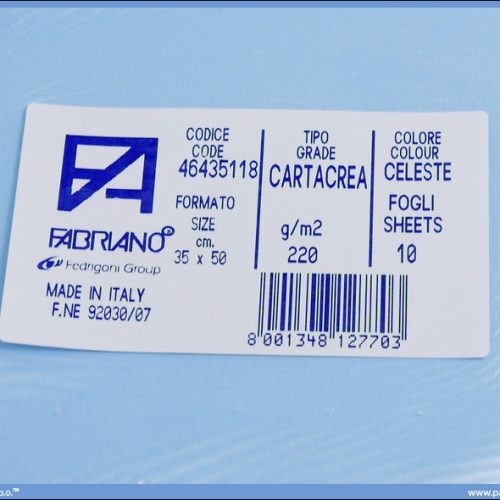 FABRIANO
Fedrigoni Group
MADE IN ITALY
F.NE 92030/07
CODICE
CODE
46435118
FORMATO
SIZE
cm.
35 x 50
TIPO
GRADE
CARTACREA
g/m2
220
COLORE
COLOUR
CELESTE
FOGLI
SHEETS
10
8 001348 127703